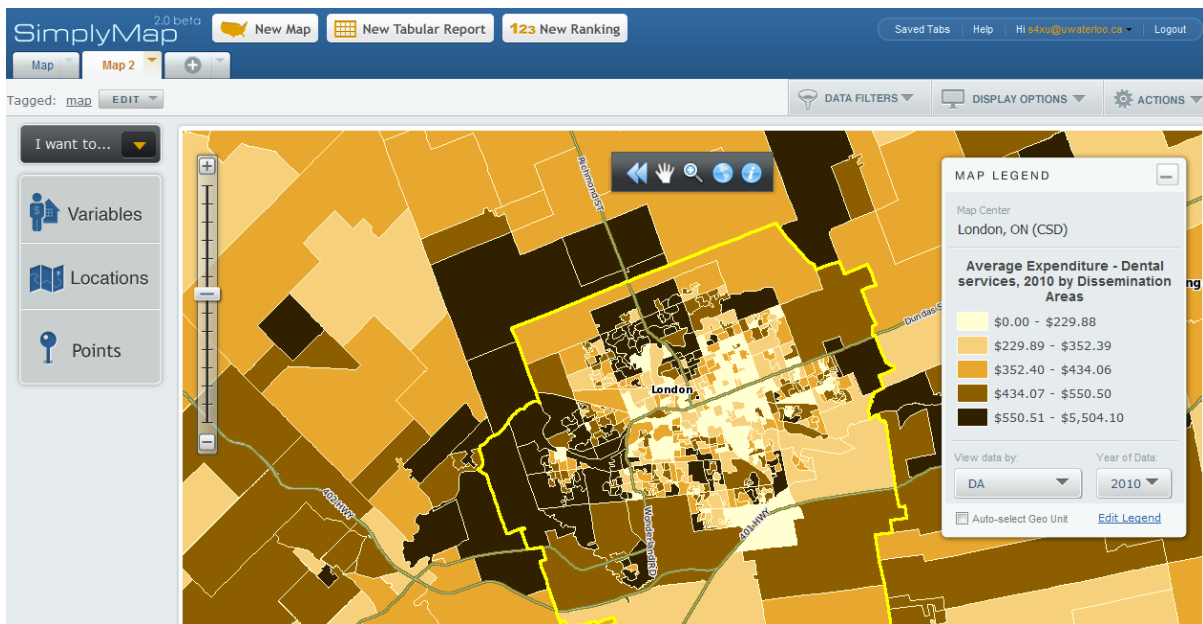 SimplyMap 2.0 beta
New Map
New Tabular Report
123 New Ranking
Saved Tabs
Help
Hi s4xu@uwaterloo.ca
Logout
Map
Map 2
Tagged: map
EDIT
DATA FILTERS
DISPLAY OPTIONS
ACTIONS
I want to...
Variables
Locations
Points
Richmond ST
Dundas S
London
402 HWY
Wonderland RD
401 HWY
ng
MAP LEGEND
Map Center
London, ON (CSD)
Average Expenditure - Dental
services, 2010 by Dissemination
Areas
$0.00 - $229.88
$229.89 - $352.39
$352.40 - $434.06
$434.07 - $550.50
$550.51 - $5,504.10
View data by:
Year of Data:
DA
2010
Auto-select Geo Unit
Edit Legend